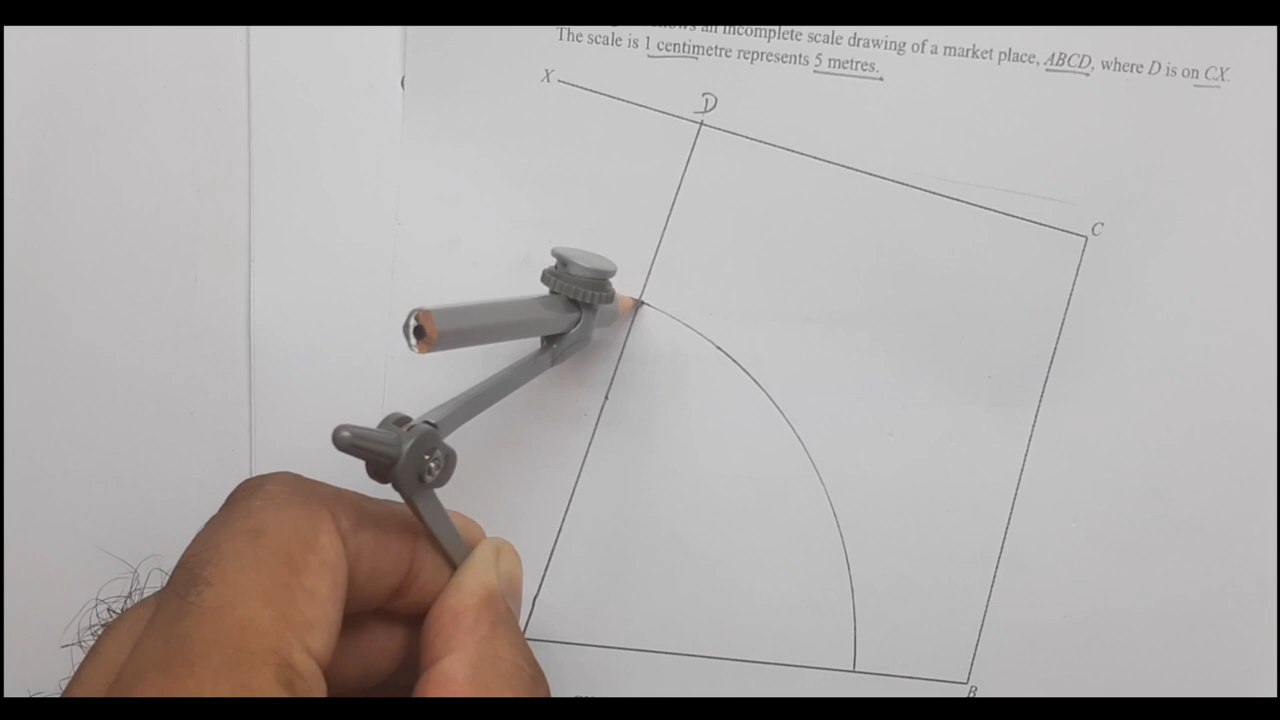 an incomplete scale drawing of a market place, ABCD, where D is on CX.
The scale is 1 centimetre represents 5 metres.
X
D
C
B